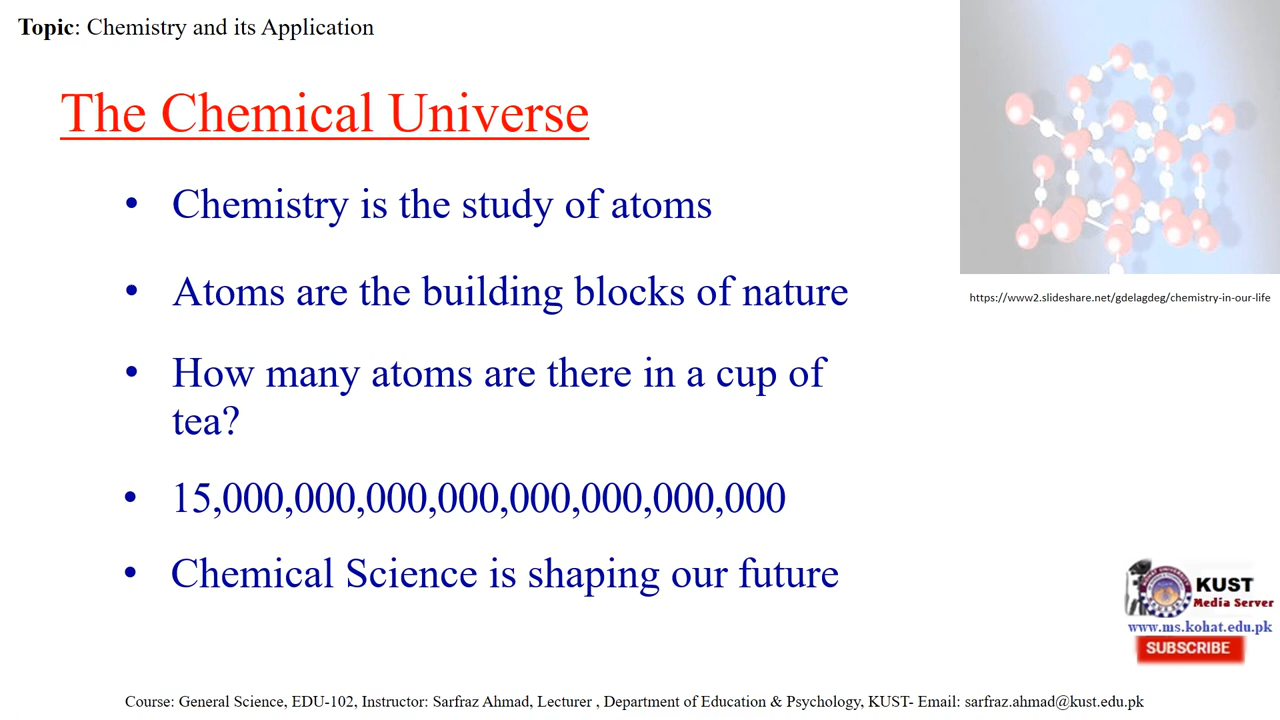 Topic: Chemistry and its Application
The Chemical Universe
• Chemistry is the study of atoms
• Atoms are the building blocks of nature
• How many atoms are there in a cup of
tea?
• 15,000,000,000,000,000,000,000,000
• Chemical Science is shaping our future
https://www2.slideshare.net/gdelagdeg/chemistry-in-our-life
KUST
Media Server
www.ms.kohat.edu.pk
SUBSCRIBE
Course: General Science, EDU-102, Instructor: Sarfraz Ahmad, Lecturer , Department of Education & Psychology, KUST- Email: sarfraz.ahmad@kust.edu.pk